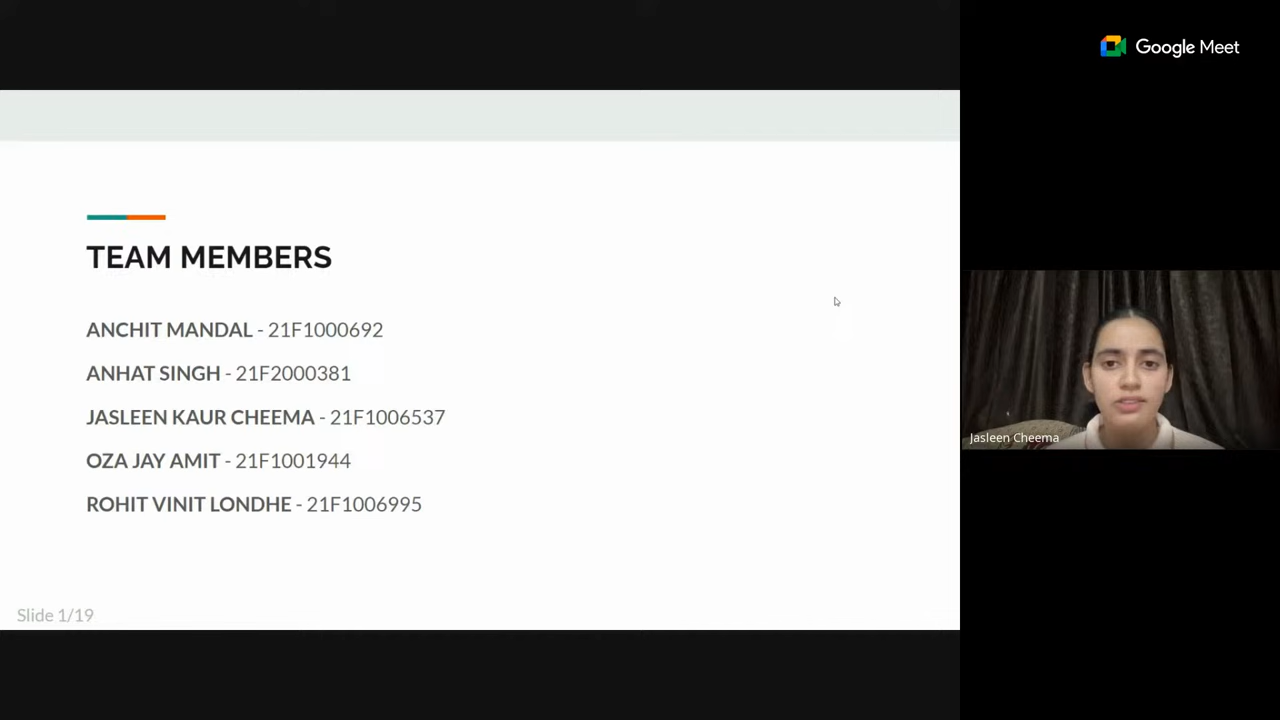 Google Meet
TEAM MEMBERS
ANCHIT MANDAL - 21F1000692
ANHAT SINGH - 21F2000381
JASLEEN KAUR CHEEMA - 21F1006537
OZA JAY AMIT - 21F1001944
ROHIT VINIT LONDHE - 21F1006995
Slide 1/19
Jasleen Cheema